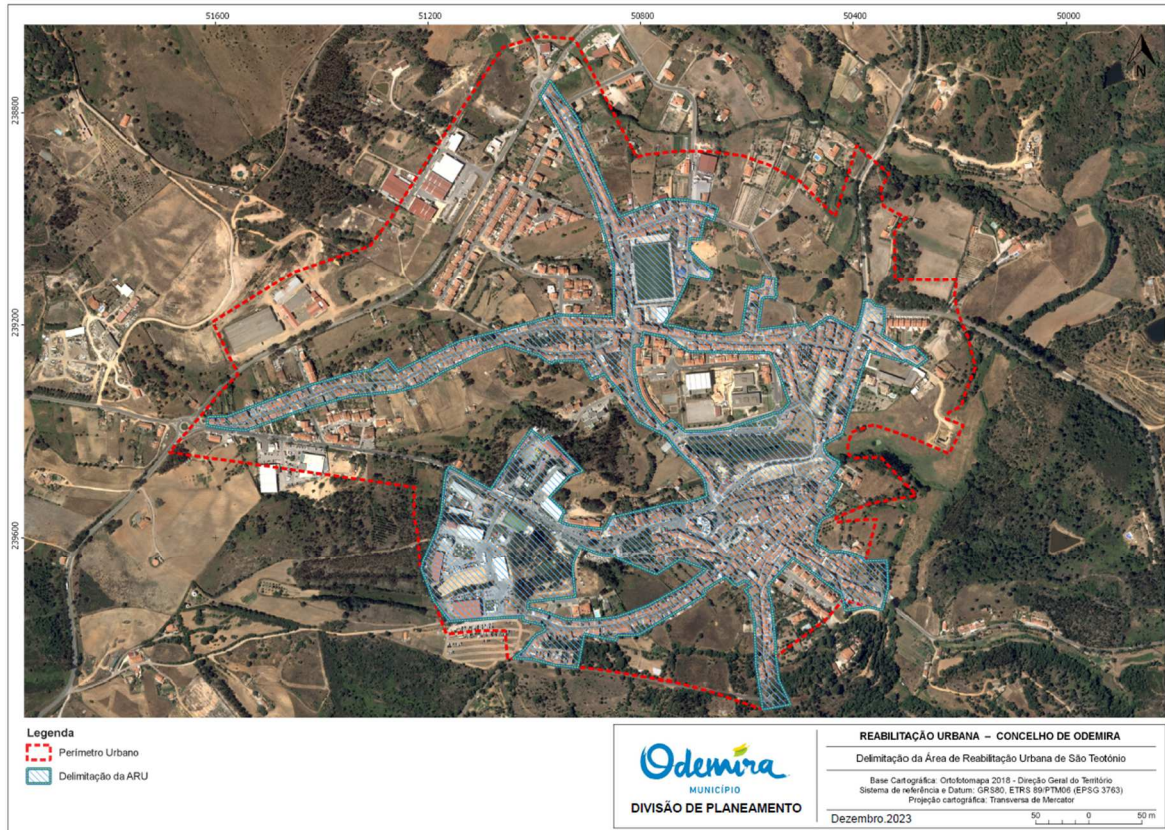 51600 51200 50800 50400 50000
238800
239200
239600
N
Legenda
Perímetro Urbano
Delimitação da ARU
Odemira
MUNICÍPIO
DIVISÃO DE PLANEAMENTO
REABILITAÇÃO URBANA – CONCELHO DE ODEMIRA
Delimitação da Área de Reabilitação Urbana de São Teotónio
Base Cartográfica: Ortofotomapa 2018 - Direção Geral do Território
Sistema de referência e Datum: GRS80, ETRS 89/PTM06 (EPSG 3763)
Projeção cartográfica: Transversa de Mercator
Dezembro.2023
50 0 50 m